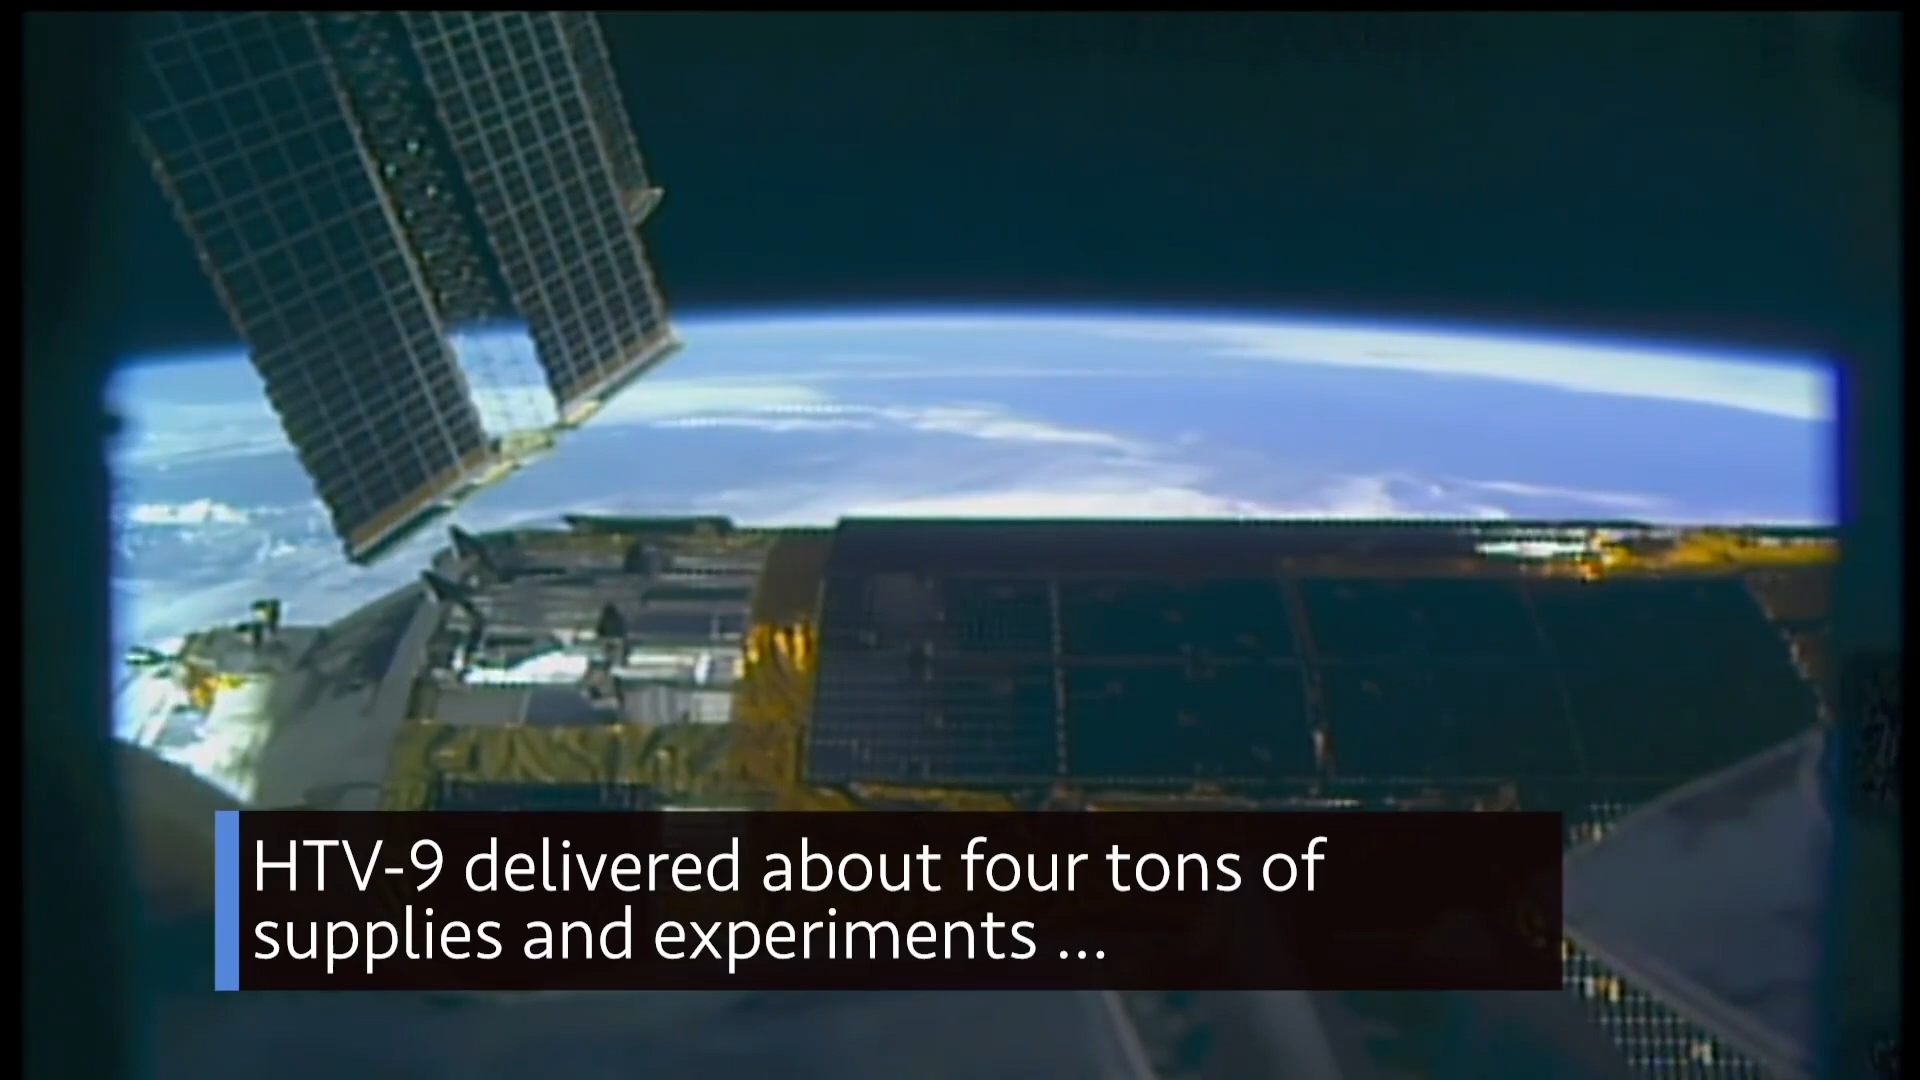 HTV-9 delivered about four tons of
supplies and experiments ...